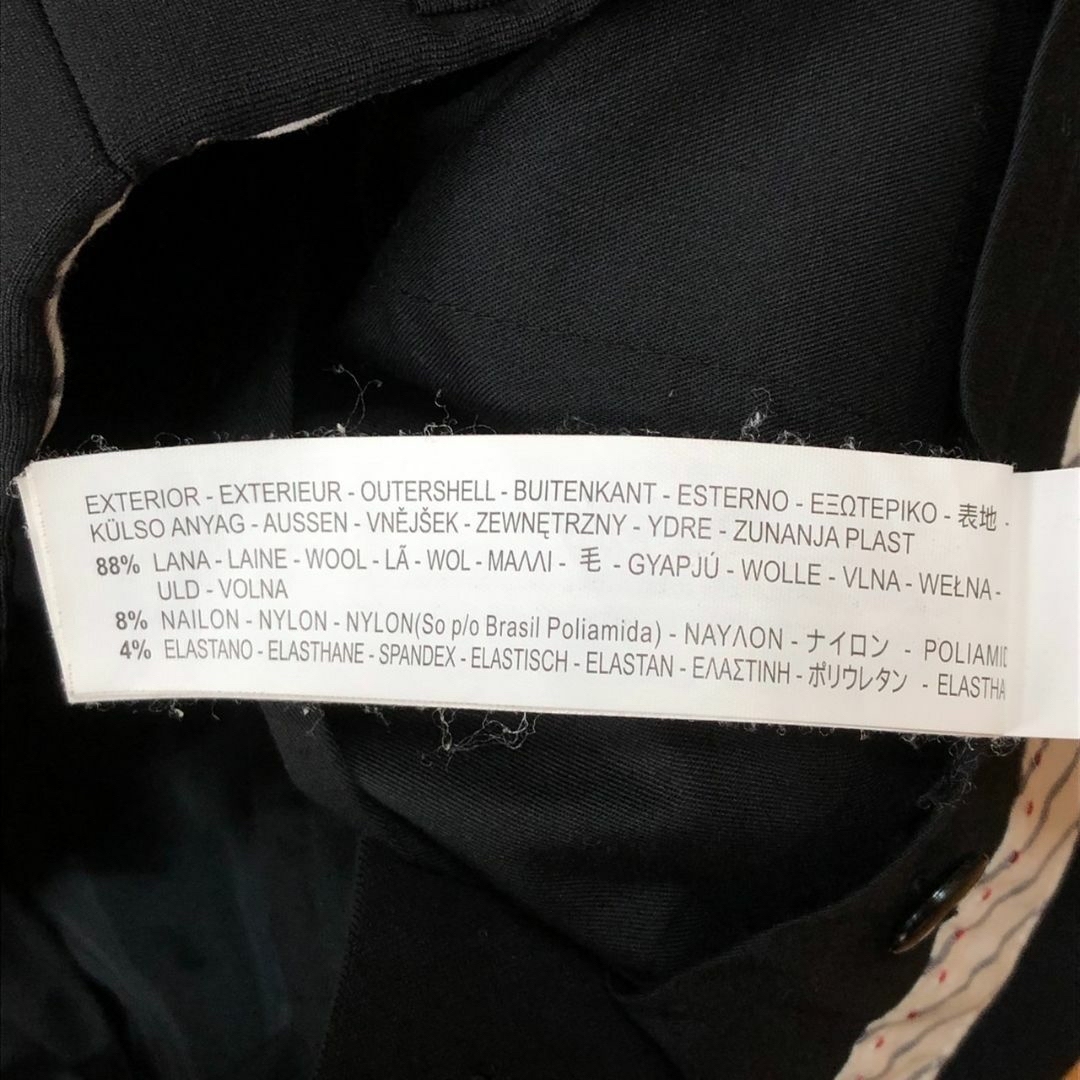 EXTERIOR - EXTERIEUR - OUTERSHELL - BUITENKANT - ESTERNO - ΕΞΩΤΕΡΙΚΟ - 表地 -
KÜLSO ANYAG - AUSSEN - VNĚJŠEK - ZEWNĘTRZNY - YDRE - ZUNANJA PLAST
88% LANA - LAINE - WOOL - LÃ - WOL - ΜΑΛΛΙ - 毛 - GYAPJÚ - WOLLE - VLNA - WEŁNA -
ULD - VOLNA
8% NAILON - NYLON - NYLON(So p/o Brasil Poliamida) - ΝΑΥΛΟΝ - ナイロン - POLIAMID
4% ELASTANO - ELASTHANE - SPANDEX - ELASTISCH - ELASTAN - ΕΛΑΣΤΙΝΗ - ポリウレタン - ELASTHA